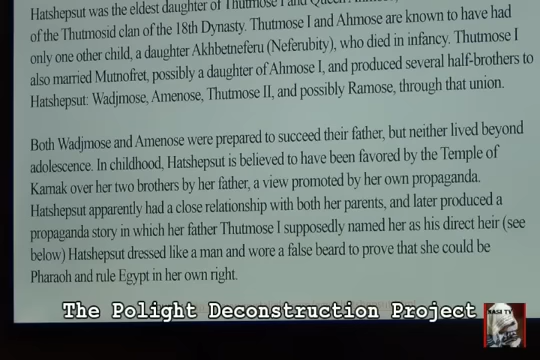 Hatshepsut was the eldest daughter of Thutmose I and Queen
of the Thutmosid clan of the 18th Dynasty. Thutmose I and Ahmose are known to have had
only one other child, a daughter Akhbetneferu (Neferubity), who died in infancy. Thutmose I
also married Mutnofret, possibly a daughter of Ahmose I, and produced several half-brothers to
Hatshepsut: Wadjmose, Amenose, Thutmose II, and possibly Ramose, through that union.
Both Wadjmose and Amenose were prepared to succeed their father, but neither lived beyond
adolescence. In childhood, Hatshepsut is believed to have been favored by the Temple of
Karnak over her two brothers by her father, a view promoted by her own propaganda.
Hatshepsut apparently had a close relationship with both her parents, and later produced a
propaganda story in which her father Thutmose I supposedly named her as his direct heir (see
below) Hatshepsut dressed like a man and wore a false beard to prove that she could be
Pharaoh and rule Egypt in her own right.
The Polight Deconstruction Project
RASI TV